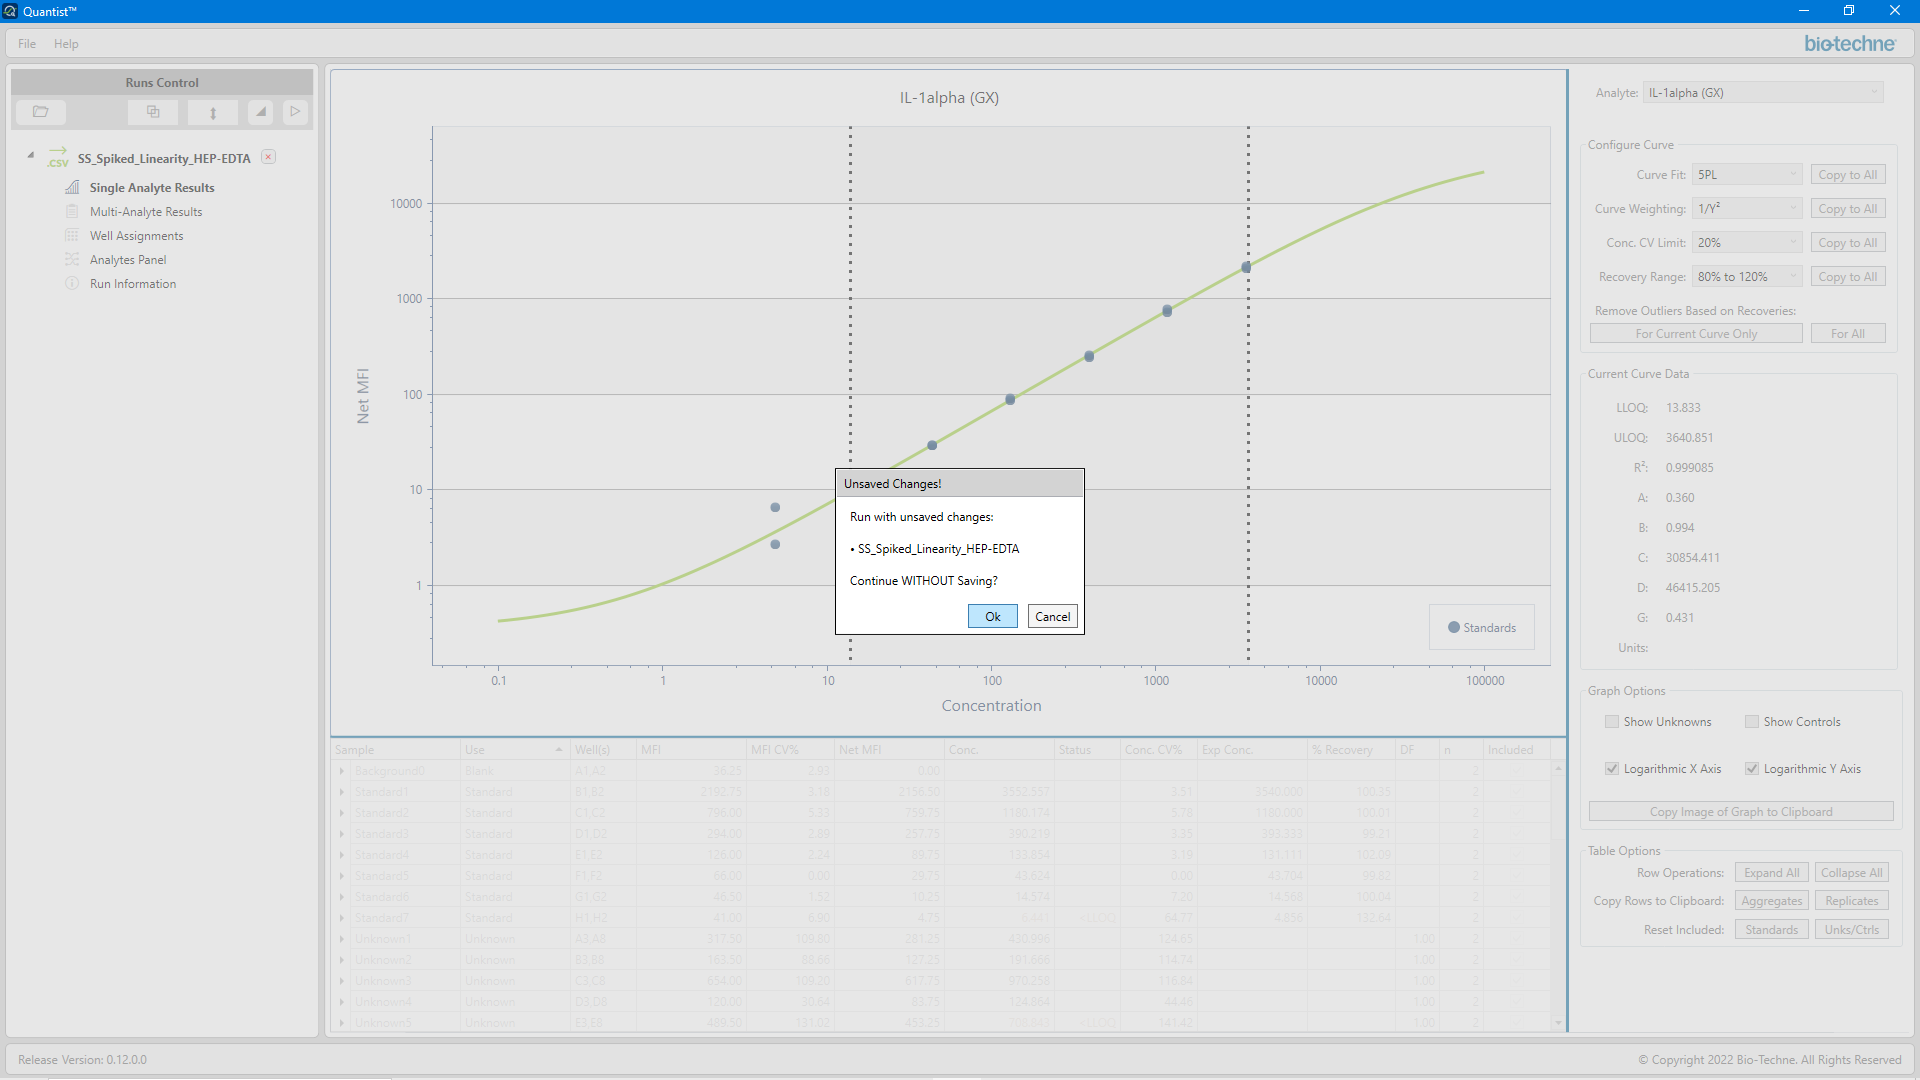 Quantist™
File Help
bio-techne
Runs Control
SS_Spiked_Linearity_HEP-EDTA
.CSV
Single Analyte Results
Multi-Analyte Results
Well Assignments
Analytes Panel
Run Information
IL-1alpha (GX)
Net MFI
10000
1000
100
10
1
0.1 1 10 100 1000 10000 100000
Concentration
Standards
Unsaved Changes!
Run with unsaved changes:
• SS_Spiked_Linearity_HEP-EDTA
Continue WITHOUT Saving?
Ok Cancel
Analyte: IL-1alpha (GX)
Configure Curve
Curve Fit: 5PL Copy to All
Curve Weighting: 1/Y² Copy to All
Conc. CV Limit: 20% Copy to All
Recovery Range: 80% to 120% Copy to All
Remove Outliers Based on Recoveries:
For Current Curve Only For All
Current Curve Data
LLOQ: 13.833
ULOQ: 3640.851
R²: 0.999085
A: 0.360
B: 0.994
C: 30854.411
D: 46415.205
G: 0.431
Units:
Graph Options
Show Unknowns Show Controls
Logarithmic X Axis Logarithmic Y Axis
Copy Image of Graph to Clipboard
Table Options
Row Operations: Expand All Collapse All
Copy Rows to Clipboard: Aggregates Replicates
Reset Included: Standards Unks/Ctrls
Sample Use Well(s) MFI MFI CV% Net MFI Conc. Status Conc. CV% Exp Conc. % Recovery DF n Included
Background0 Blank A1,A2 36.25 2.93 0.00 2 -
Standard1 Standard B1,B2 2192.75 3.18 2156.50 3552.557 3.51 3540.000 100.35 2 -
Standard2 Standard C1,C2 796.00 5.33 759.75 1180.174 5.78 1180.000 100.01 2 -
Standard3 Standard D1,D2 294.00 2.89 257.75 390.219 3.35 393.333 99.21 2 -
Standard4 Standard E1,E2 126.00 2.24 89.75 133.854 3.19 131.111 102.09 2 -
Standard5 Standard F1,F2 66.00 0.00 29.75 43.624 0.00 43.704 99.82 2 -
Standard6 Standard G1,G2 46.50 1.52 10.25 14.574 7.20 14.568 100.04 2 -
Standard7 Standard H1,H2 41.00 6.90 4.75 6.441 <LLOQ 64.77 4.856 132.64 2 -
Unknown1 Unknown A3,A8 317.50 109.80 281.25 430.996 124.65 1.00 2 -
Unknown2 Unknown B3,B8 163.50 88.66 127.25 191.666 114.74 1.00 2 -
Unknown3 Unknown C3,C8 654.00 109.20 617.75 970.258 116.84 1.00 2 -
Unknown4 Unknown D3,D8 120.00 30.64 83.75 124.864 44.46 1.00 2 -
Unknown5 Unknown E3,E8 489.50 131.02 453.25 <LLOQ 141.42 1.00 2 -
Release Version: 0.12.0.0
© Copyright 2022 Bio-Techne. All Rights Reserved